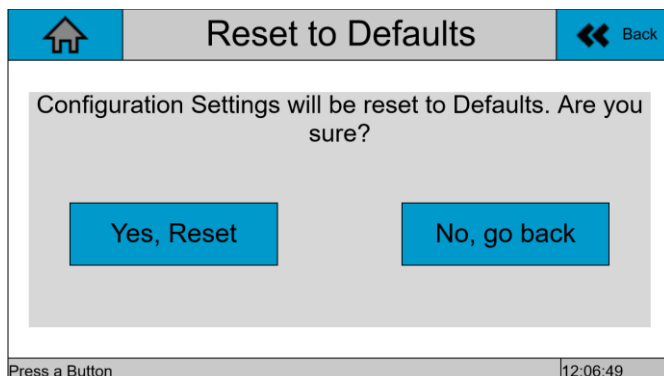 Reset to Defaults
Back
Configuration Settings will be reset to Defaults. Are you
sure?
Yes, Reset
No, go back
Press a Button
12:06:49